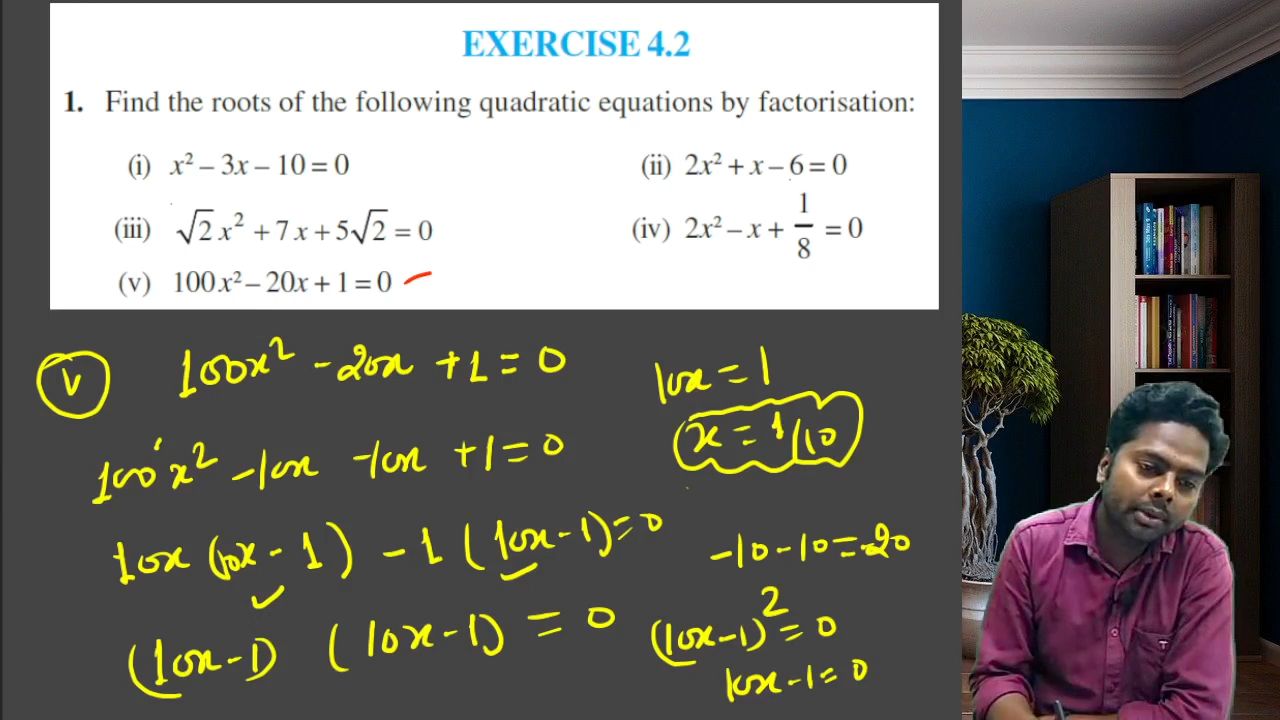 EXERCISE 4.2
1. Find the roots of the following quadratic equations by factorisation:
(i) x² – 3x – 10 = 0
(ii) 2x² + x – 6 = 0
(iii) √2 x² + 7x + 5√2 = 0
(iv) 2x² – x + 1/8 = 0
(v) 100x² – 20x + 1 = 0
v 100x² - 20x + 1 = 0
100x² - 10x - 10x + 1 = 0
10x (10x - 1) - 1 (10x - 1) = 0
(10x - 1) (10x - 1) = 0
10x = 1
x = 1/10
-10 - 10 = -20
(10x - 1)² = 0
10x - 1 = 0